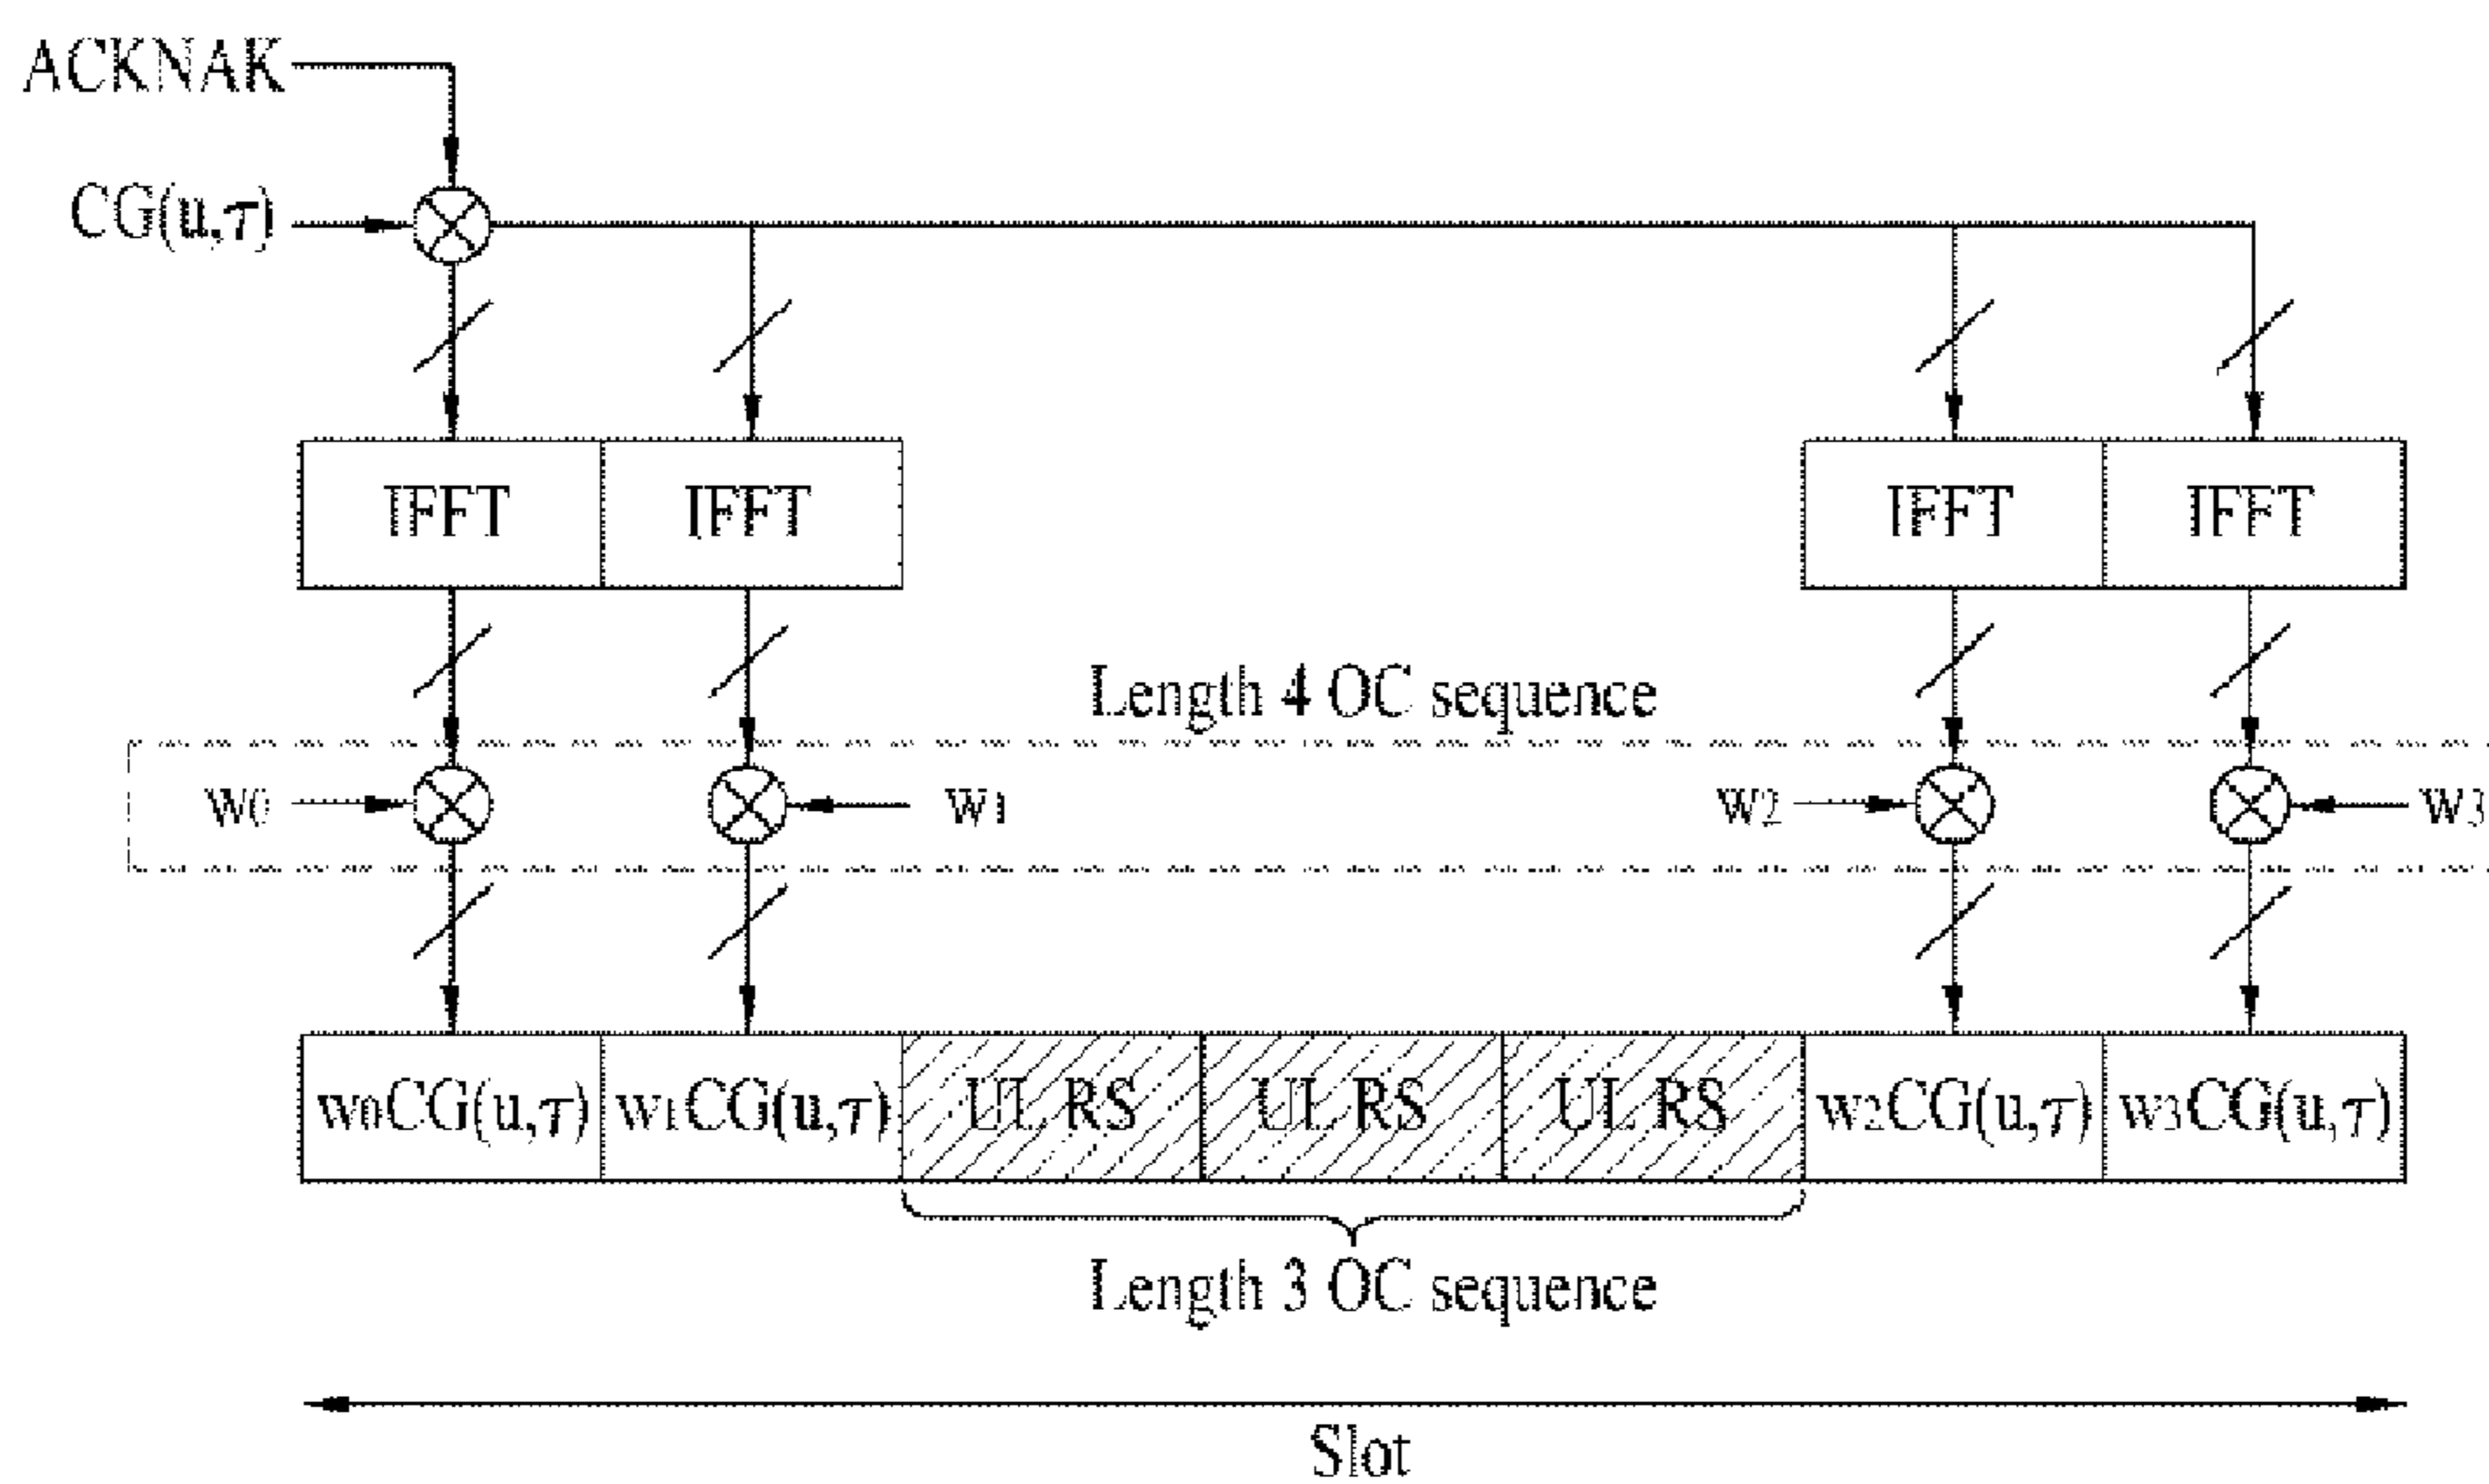 ACKNAK
CG(u,τ)
IFFT IFFT IFFT IFFT
Length 4 OC sequence
W0 W1 W2 W3
w0CG(u,τ) w1CG(u,τ) UL RS UL RS UL RS w2CG(u,τ) w3CG(u,τ)
Length 3 OC sequence
Slot